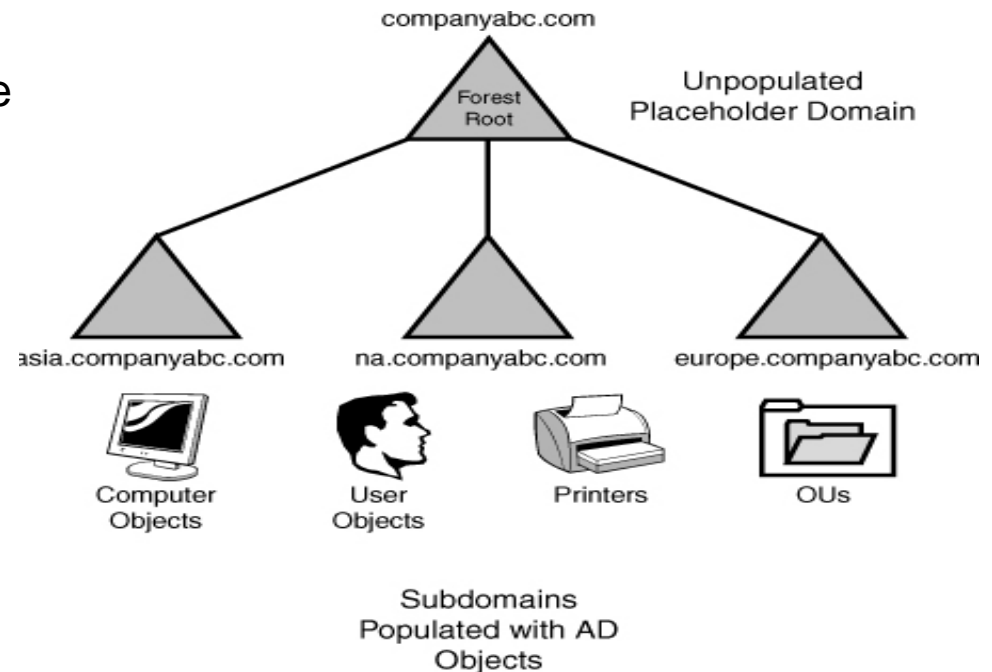 companyabc.com
e
Forest
Root
Unpopulated
Placeholder Domain
asia.companyabc.com
na.companyabc.com
europe.companyabc.com
Computer
Objects
User
Objects
Printers
OUs
Subdomains
Populated with AD
Objects